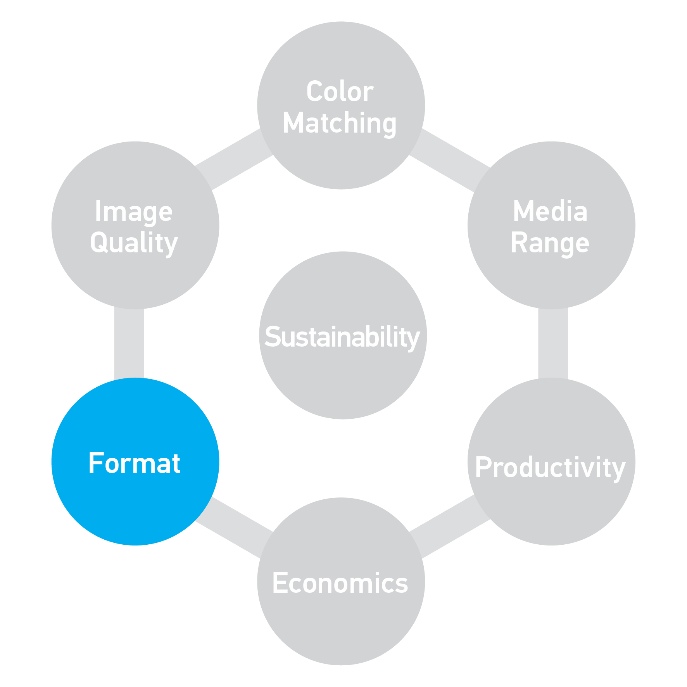 Color
Matching
Image
Quality
Media
Range
Sustainability
Format
Productivity
Economics